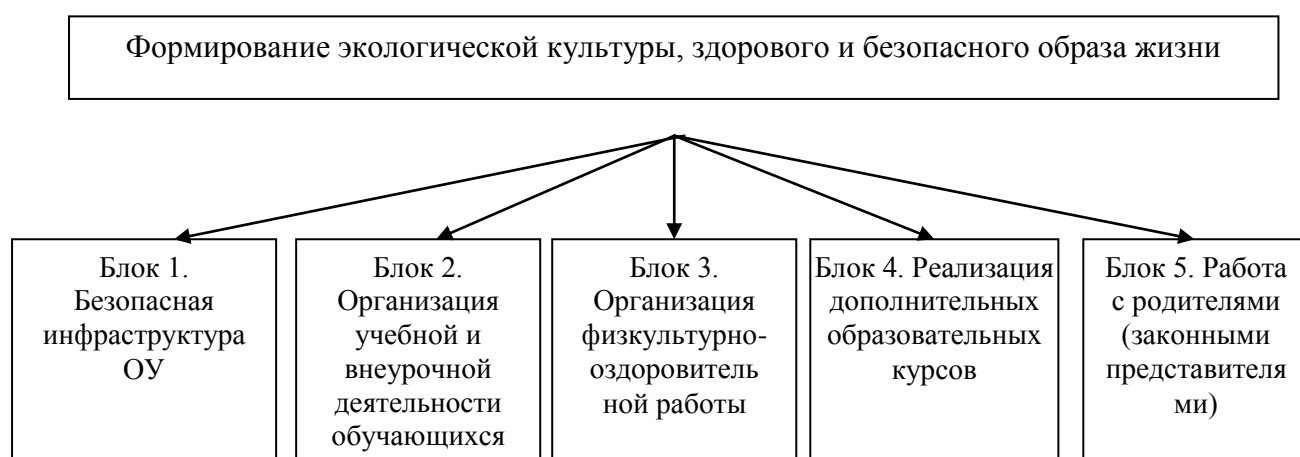 Формирование экологической культуры, здорового и безопасного образа жизни
Блок 1.
Безопасная
инфраструктура
ОУ
Блок 2.
Организация
учебной и
внеурочной
деятельности
обучающихся
Блок 3.
Организация
физкультурно-
оздоровитель
ной работы
Блок 4. Реализация
дополнительных
образовательных
курсов
Блок 5. Работа
с родителями
(законными
представителя
ми)